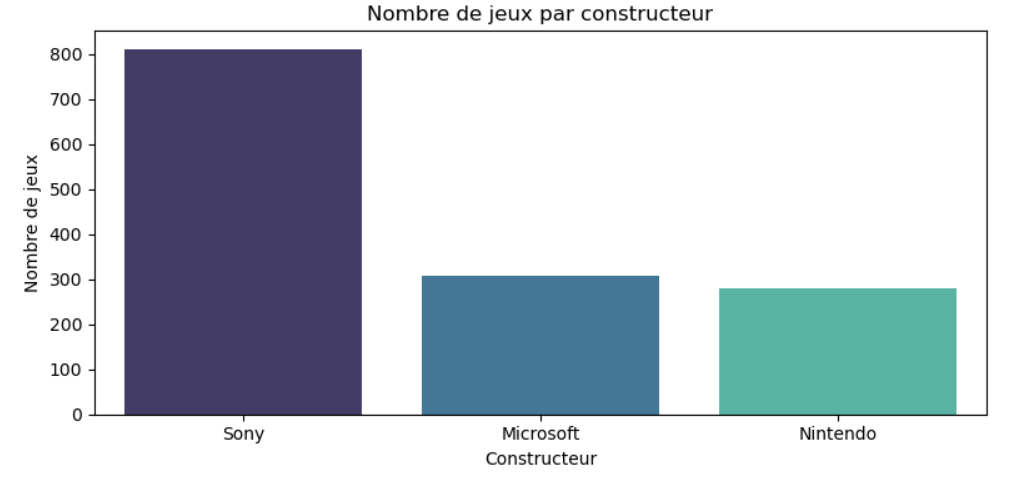 Nombre de jeux par constructeur
Nombre de jeux
800
700
600
500
400
300
200
100
0
Sony Microsoft Nintendo
Constructeur